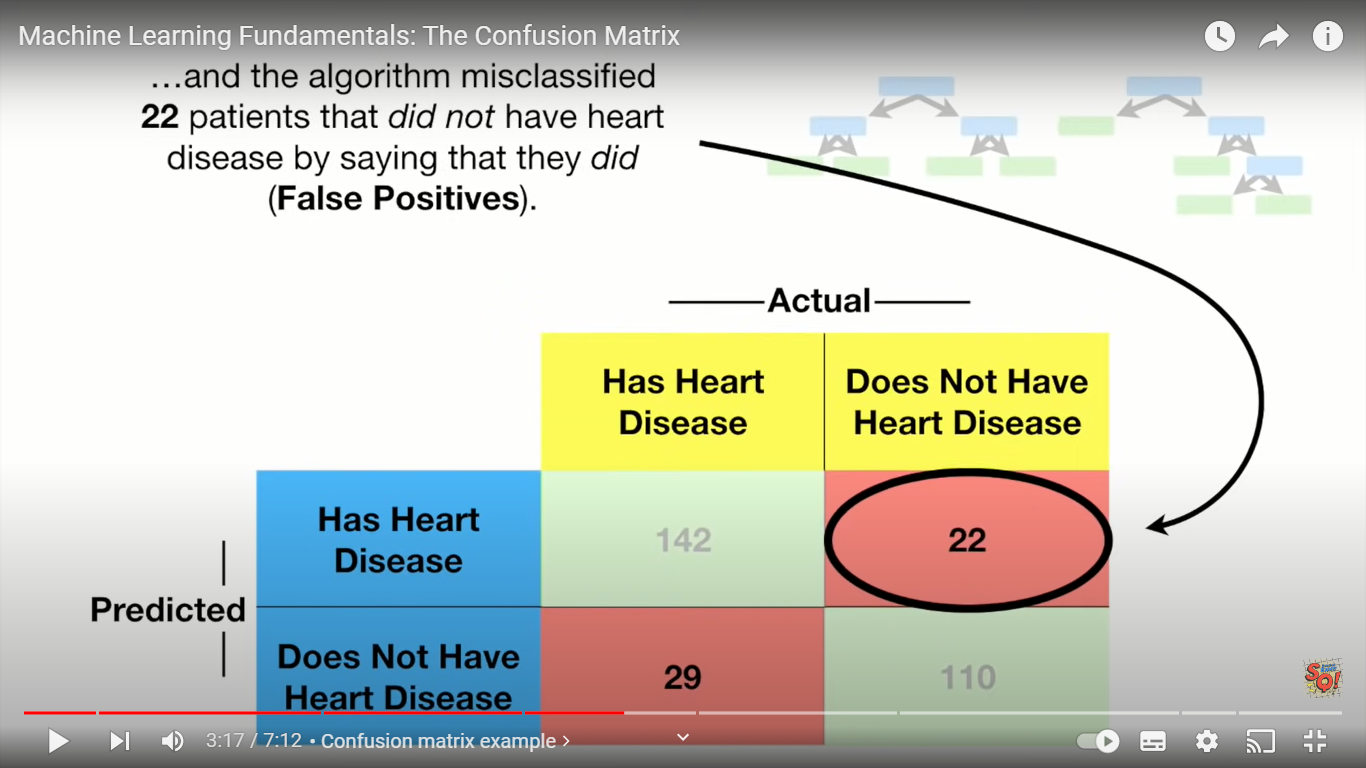 Machine Learning Fundamentals: The Confusion Matrix
…and the algorithm misclassified
22 patients that did not have heart
disease by saying that they did
(False Positives).
Actual
Has Heart
Disease
Does Not Have
Heart Disease
Has Heart
Disease
142
22
Predicted
Does Not Have
Heart Disease
29
110
SQ!
3:17 / 7:12 • Confusion matrix example ›